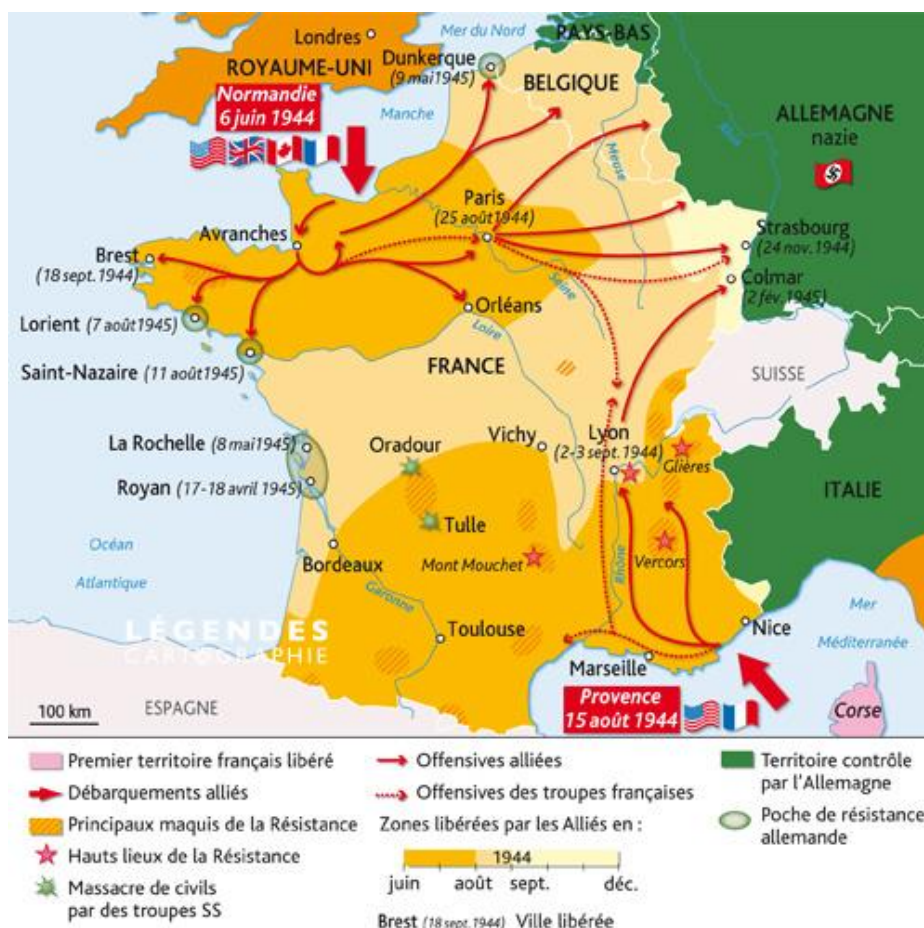 Londres
Mer du Nord
PAYS-BAS
ROYAUME-UNI
Dunkerque
(9 mai 1945)
BELGIQUE
Normandie
6 juin 1944
Manche
ALLEMAGNE
nazie
Meuse
Paris
(25 août 1944)
Strasbourg
(24 nov. 1944)
Avranches
Brest
(18 sept. 1944)
Colmar
(2 fév. 1945)
Seine
Orléans
Lorient (7 août 1945)
Loire
Saint-Nazaire (11 août 1945)
FRANCE
SUISSE
La Rochelle (8 mai 1945)
Oradour
Vichy
Lyon
(2-3 sept. 1944)
Glières
Royan (17-18 avril 1945)
ITALIE
Tulle
Océan
Atlantique
Bordeaux
Mont Mouchet
Vercors
Rhône
Garonne
Mer
Méditerranée
LÉGENDES
CARTOGRAPHIE
Toulouse
Nice
Marseille
Provence
15 août 1944
Corse
100 km
ESPAGNE
Premier territoire français libéré
Débarquements alliés
Principaux maquis de la Résistance
Hauts lieux de la Résistance
Massacre de civils
par des troupes SS
Offensives alliées
Offensives des troupes françaises
Zones libérées par les Alliés en :
1944
juin août sept. déc.
Brest (18 sept. 1944) Ville libérée
Territoire contrôle
par l'Allemagne
Poche de résistance
allemande